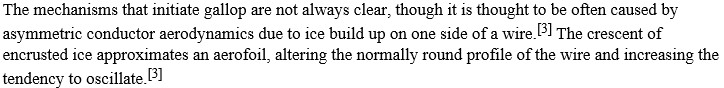 The mechanisms that initiate gallop are not always clear, though it is thought to be often caused by
asymmetric conductor aerodynamics due to ice build up on one side of a wire.[3] The crescent of
encrusted ice approximates an aerofoil, altering the normally round profile of the wire and increasing the
tendency to oscillate.[3]